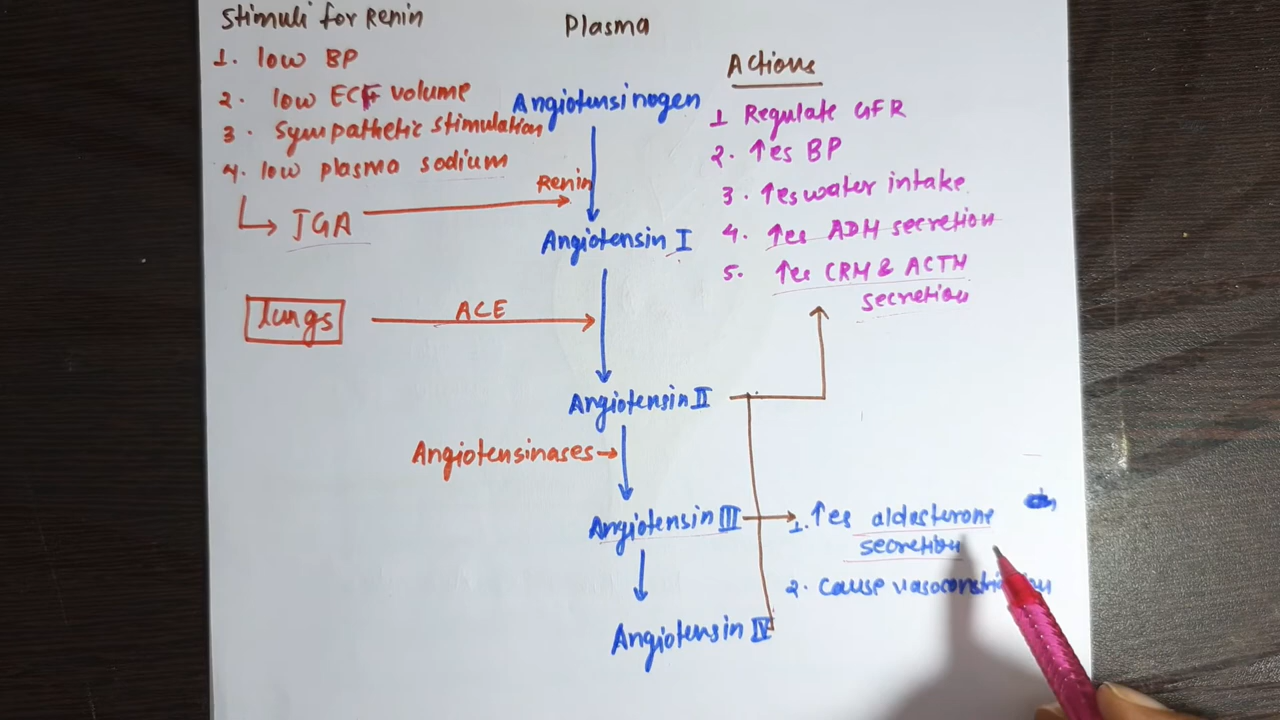 Stimuli for Renin
1. low BP
2. low ECF volume
3. Sympathetic stimulation
4. low plasma sodium
JGA
lungs
Plasma
Angiotensinogen
Renin
Angiotensin I
ACE
Angiotensin II
Angiotensinases
Angiotensin III
Angiotensin IV
Actions
1 Regulate GFR
2. ↑es BP
3. ↑es water intake
4. ↑es ADH secretion
5. ↑es CRH & ACTH
secretion
1. ↑es aldosterone
secretion
2. Cause vasoconstriction